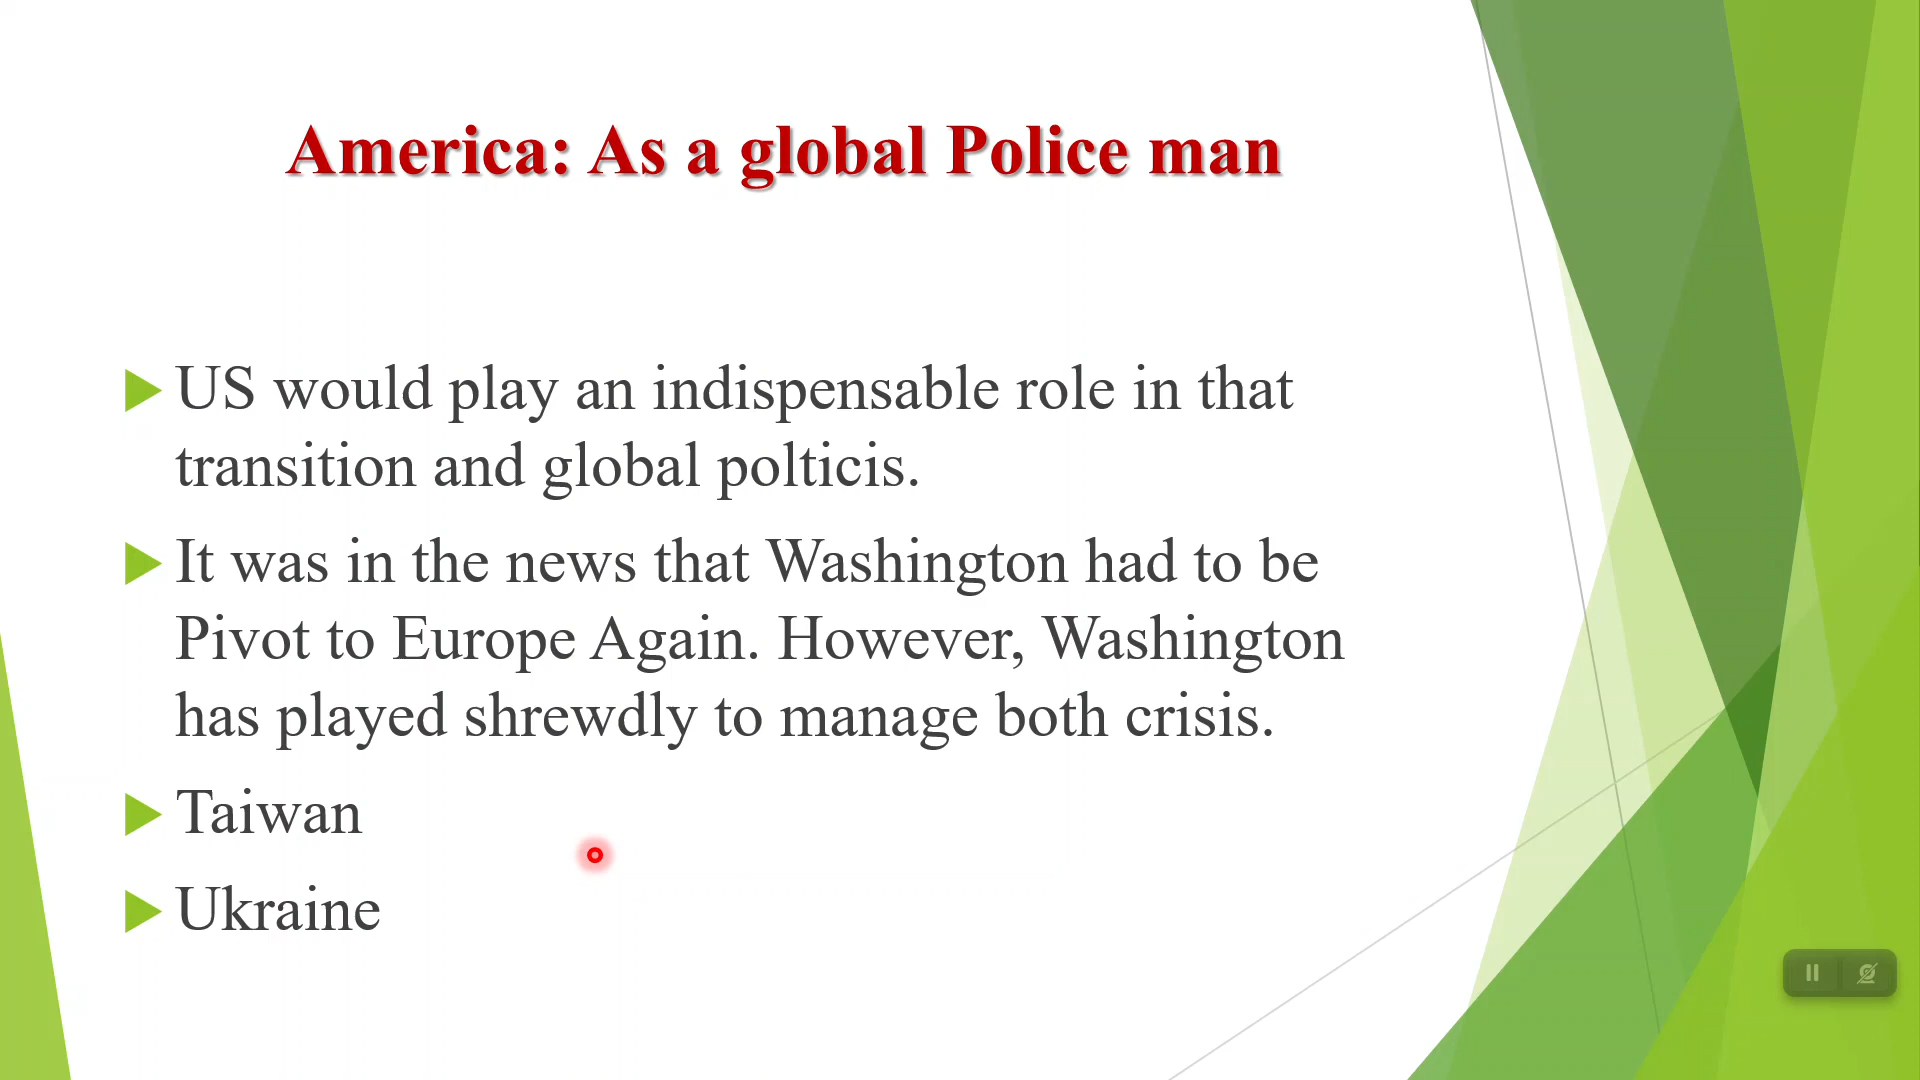 America: As a global Police man
US would play an indispensable role in that
transition and global polticis.
It was in the news that Washington had to be
Pivot to Europe Again. However, Washington
has played shrewdly to manage both crisis.
Taiwan
Ukraine